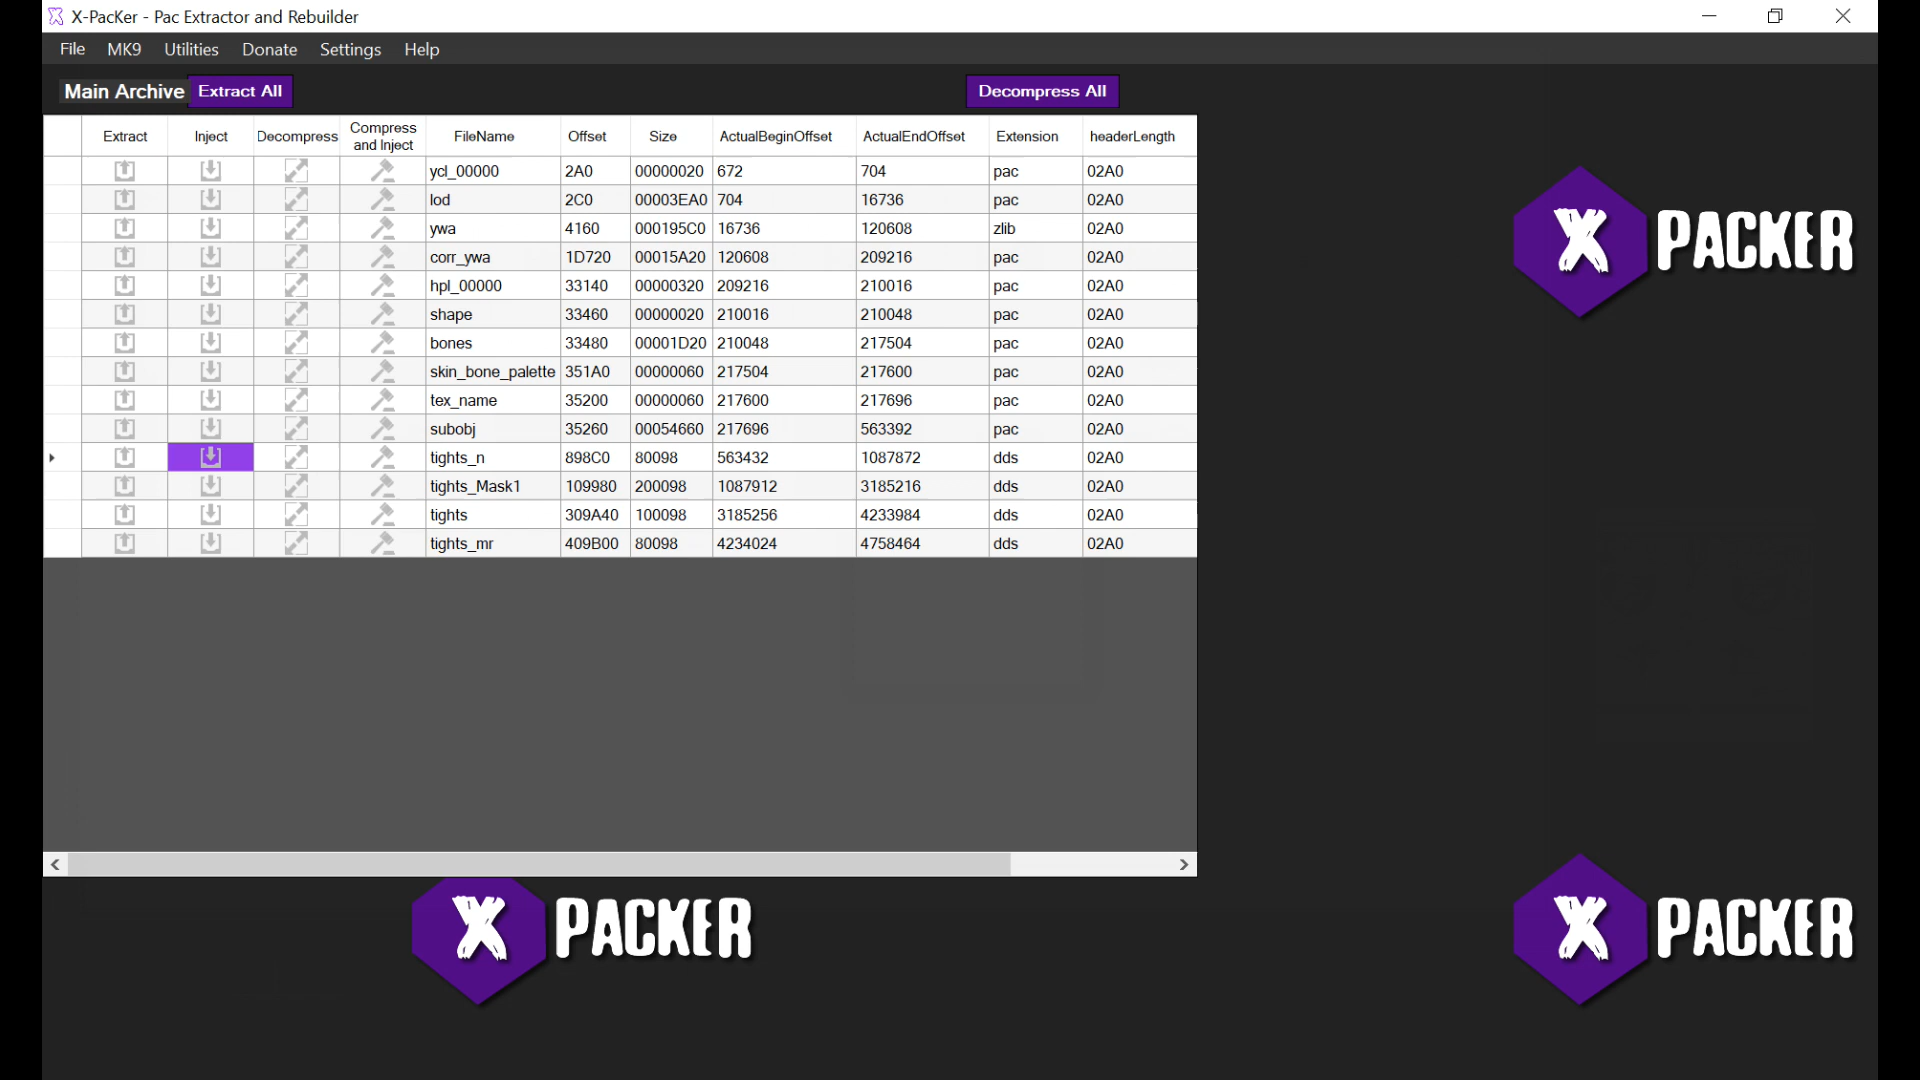 X-PacKer - Pac Extractor and Rebuilder
File MK9 Utilities Donate Settings Help
Main Archive Extract All Decompress All
Extract Inject Decompress Compress and Inject FileName Offset Size ActualBeginOffset ActualEndOffset Extension headerLength
ycl_00000 2A0 00000020 672 704 pac 02A0
lod 2C0 00003EA0 704 16736 pac 02A0
ywa 4160 000195C0 16736 120608 zlib 02A0
corr_ywa 1D720 00015A20 120608 209216 pac 02A0
hpl_00000 33140 00000320 209216 210016 pac 02A0
shape 33460 00000020 210016 210048 pac 02A0
bones 33480 00001D20 210048 217504 pac 02A0
skin_bone_palette 351A0 00000060 217504 217600 pac 02A0
tex_name 35200 00000060 217600 217696 pac 02A0
subobj 35260 00054660 217696 563392 pac 02A0
tights_n 898C0 80098 563432 1087872 dds 02A0
tights_Mask1 109980 200098 1087912 3185216 dds 02A0
tights 309A40 100098 3185256 4233984 dds 02A0
tights_mr 409B00 80098 4234024 4758464 dds 02A0
X PACKER
X PACKER
X PACKER